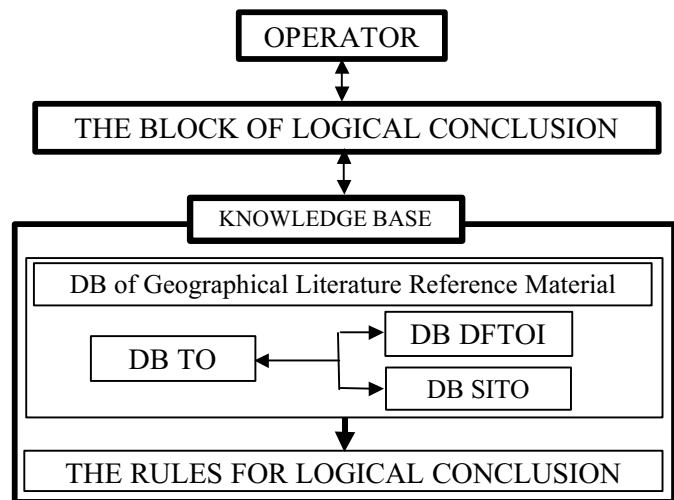 OPERATOR
THE BLOCK OF LOGICAL CONCLUSION
KNOWLEDGE BASE
DB of Geographical Literature Reference Material
DB DFTOI
DB TO
DB SITO
THE RULES FOR LOGICAL CONCLUSION